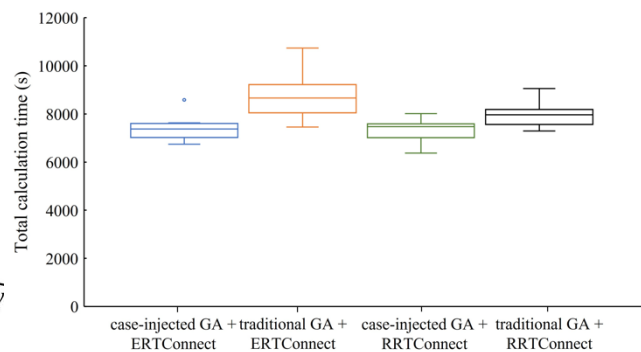 12000
10000
8000
6000
4000
2000
0
Total calculation time (s)
case-injected GA + ERTConnect
traditional GA + ERTConnect
case-injected GA + RRTConnect
traditional GA + RRTConnect